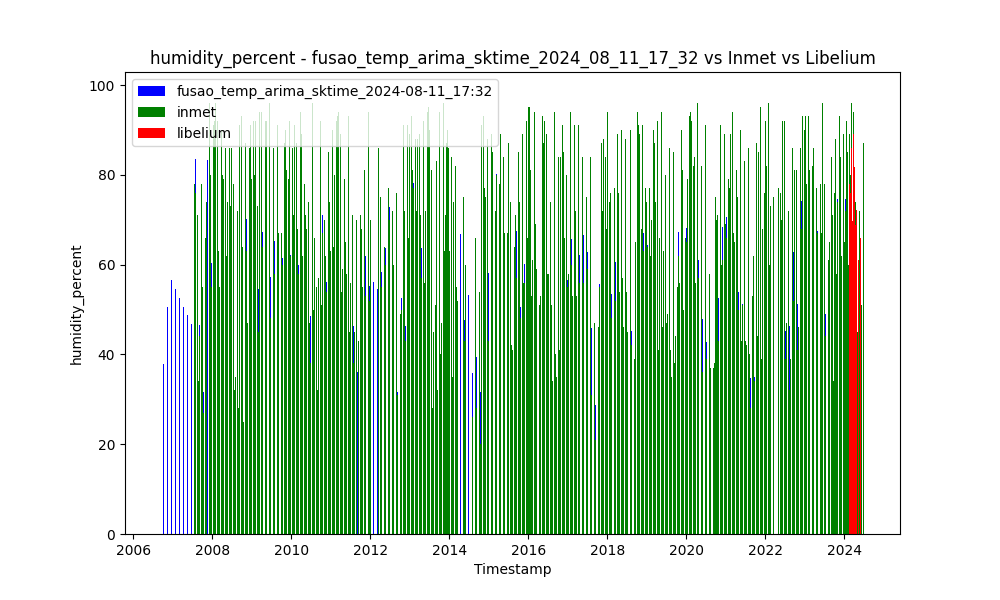 humidity_percent - fusao_temp_arima_sktime_2024_08_11_17_32 vs Inmet vs Libelium
fusao_temp_arima_sktime_2024-08-11_17:32
inmet
libelium
humidity_percent
100
80
60
40
20
0
2006 2008 2010 2012 2014 2016 2018 2020 2022 2024
Timestamp